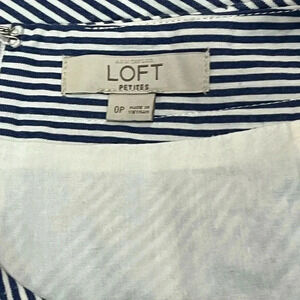 LOFT
PETITES
0P
MADE IN
VIETNAM